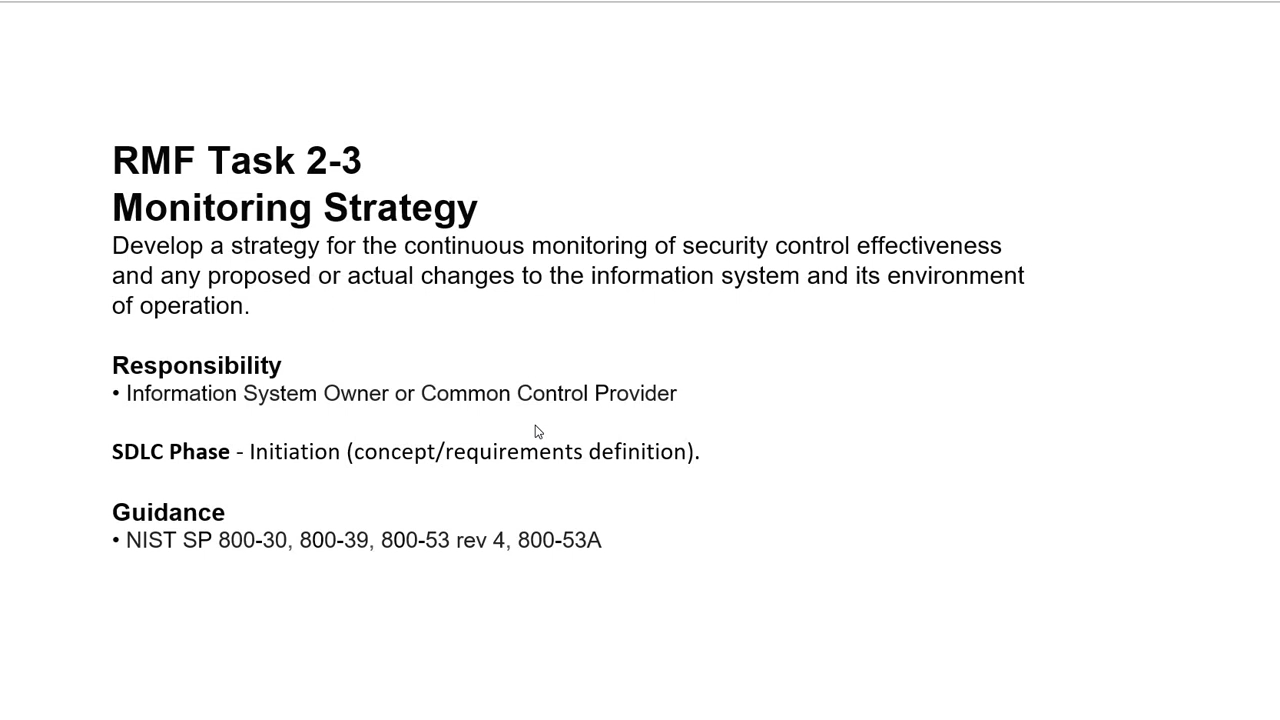 RMF Task 2-3
Monitoring Strategy
Develop a strategy for the continuous monitoring of security control effectiveness
and any proposed or actual changes to the information system and its environment
of operation.
Responsibility
• Information System Owner or Common Control Provider
SDLC Phase - Initiation (concept/requirements definition).
Guidance
• NIST SP 800-30, 800-39, 800-53 rev 4, 800-53A